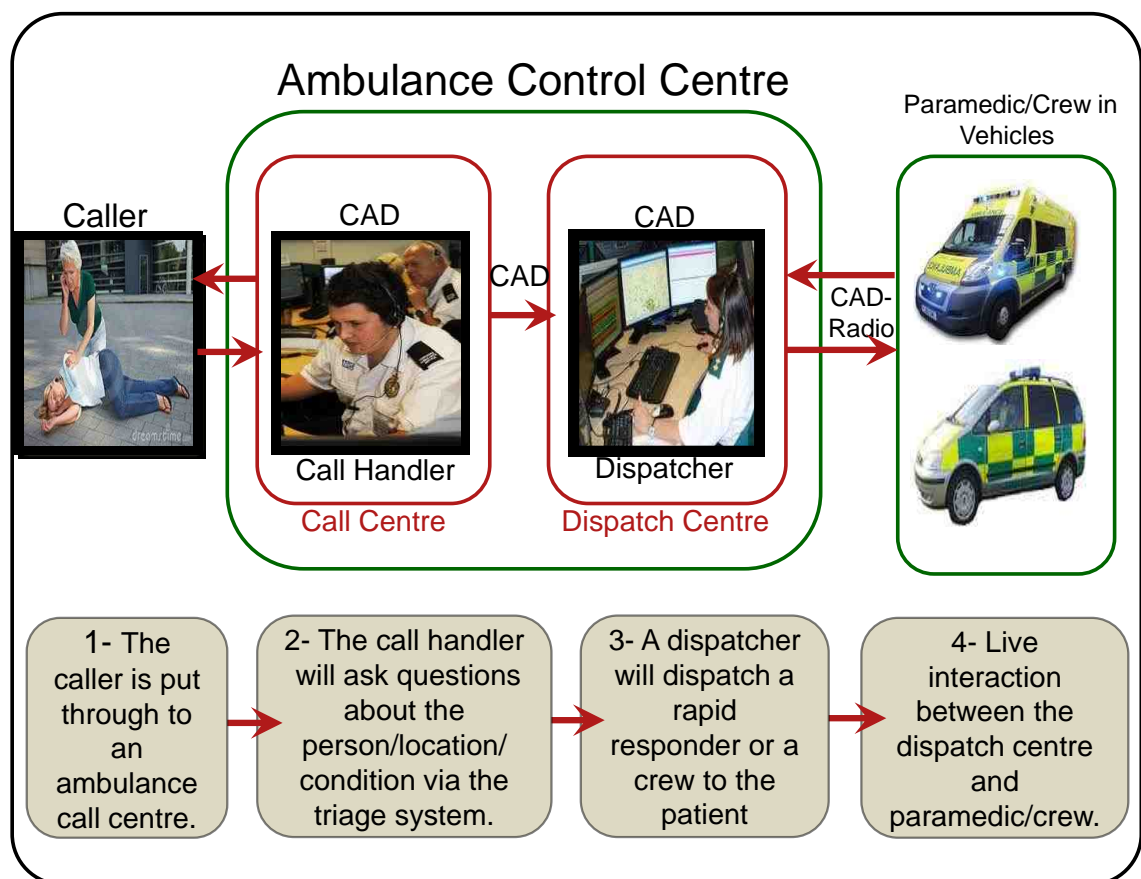 Ambulance Control Centre
Paramedic/Crew in
Vehicles
Caller
CAD
CAD
CAD
CAD-
Radio
dreamstime
AMBULANCE
Call Handler
Dispatcher
Call Centre
Dispatch Centre
1- The
caller is put
through to
an
ambulance
call centre.
2- The call handler
will ask questions
about the
person/location/
condition via the
triage system.
3- A dispatcher
will dispatch a
rapid
responder or a
crew to the
patient
4- Live
interaction
between the
dispatch centre
and
paramedic/crew.